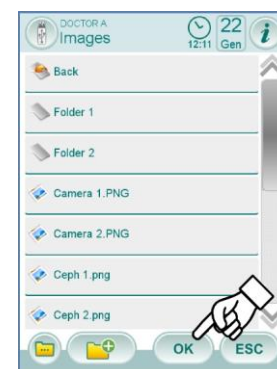 DOCTOR A
Images
12:11
22
Gen
i
Back
Folder 1
Folder 2
Camera 1.PNG
Camera 2.PNG
Ceph 1.png
Ceph 2.png
OK
ESC